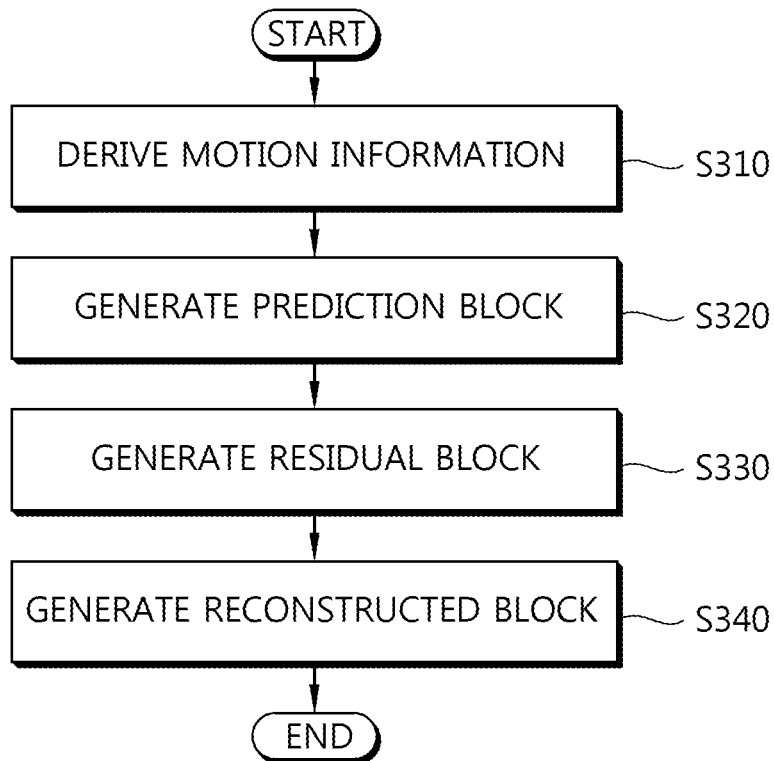 START
DERIVE MOTION INFORMATION
S310
GENERATE PREDICTION BLOCK
S320
GENERATE RESIDUAL BLOCK
S330
GENERATE RECONSTRUCTED BLOCK
S340
END